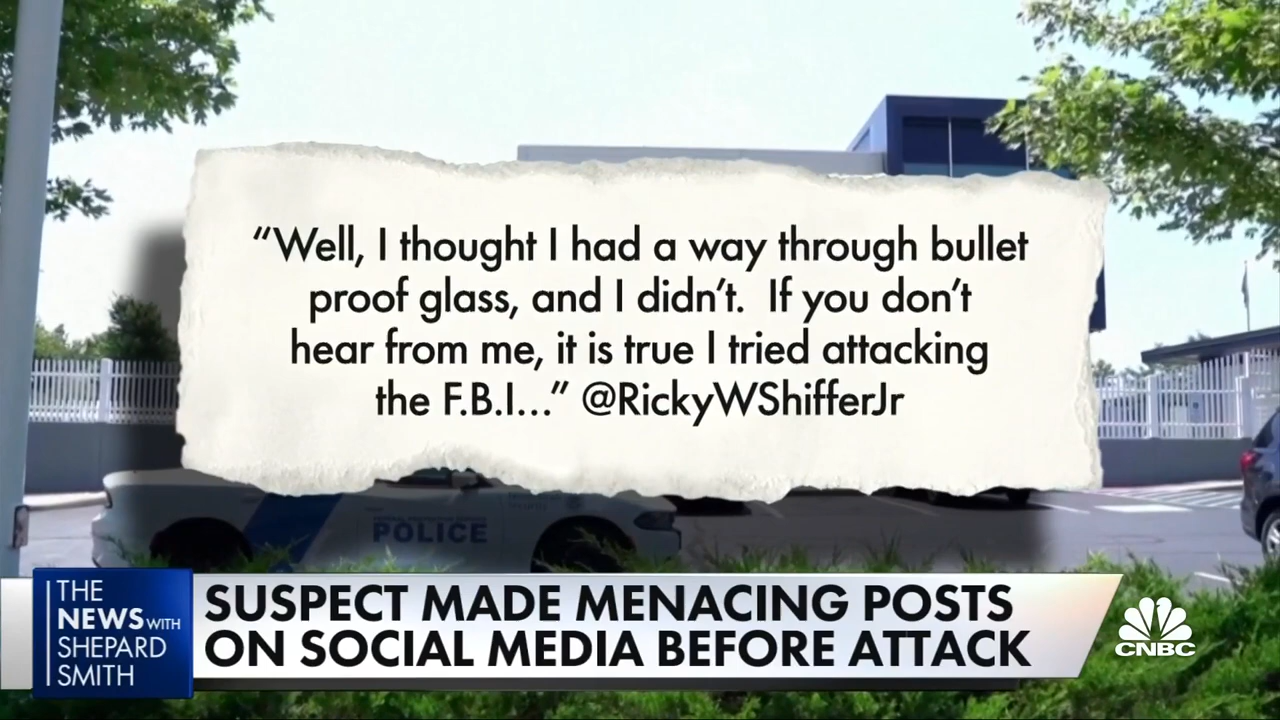 “Well, I thought I had a way through bullet
proof glass, and I didn’t.  If you don’t
hear from me, it is true I tried attacking
the F.B.I...” @RickyWShifferJr
POLICE
THE
NEWS WITH
SHEPARD
SMITH
SUSPECT MADE MENACING POSTS
ON SOCIAL MEDIA BEFORE ATTACK
CNBC